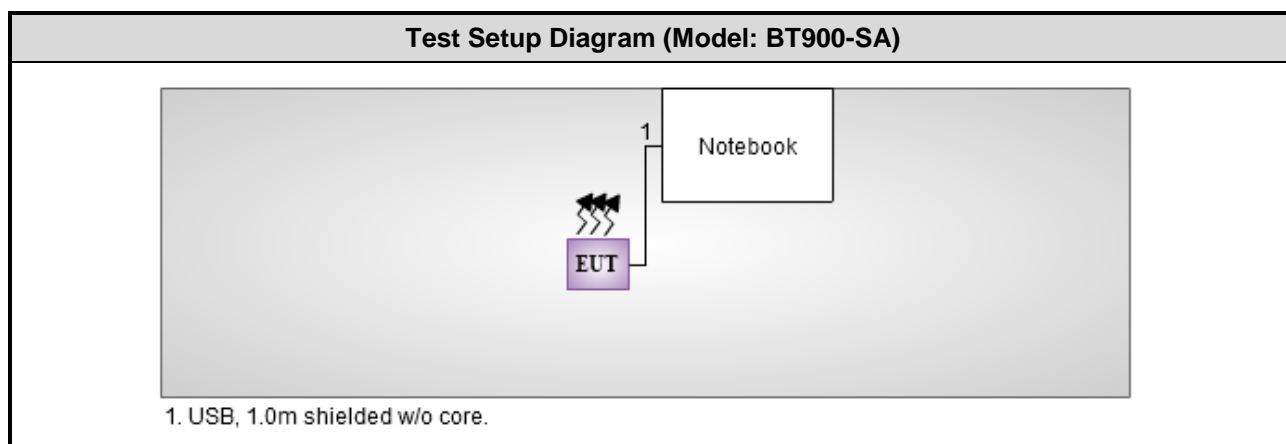 Test Setup Diagram (Model: BT900-SA)
1
Notebook
EUT
1. USB, 1.0m shielded w/o core.